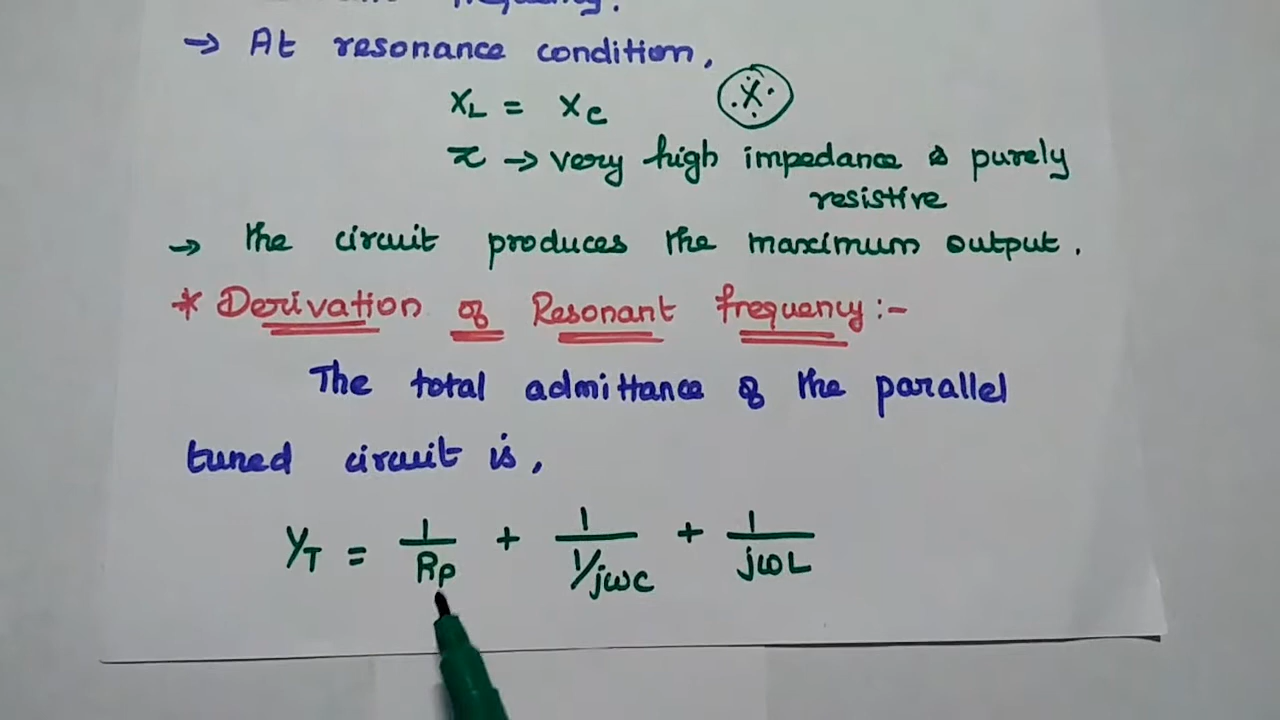 frequency.
→ At resonance condition,
XL = XC
Z → very high impedance & purely
resistive
→ the circuit produces the maximum output.
* Derivation of Resonant frequency:-
The total admittance of the parallel
tuned circuit is,
YT = 1/Rp + 1/(1/jωC) + 1/jωL